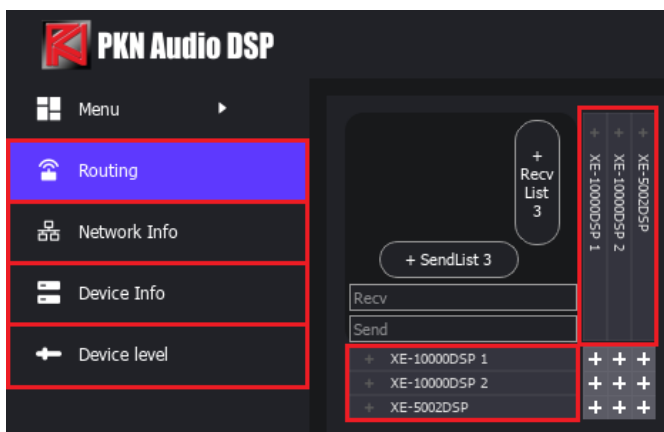 PKN Audio DSP
Menu
Routing
Network Info
Device Info
Device level
+
Recv
List
3
+ SendList 3
Recv
Send
+ XE-10000DSP 1
+ XE-10000DSP 2
+ XE-5002DSP
+ XE-10000DSP 1
+ XE-10000DSP 2
+ XE-5002DSP
+ + +
+ + +
+ + +